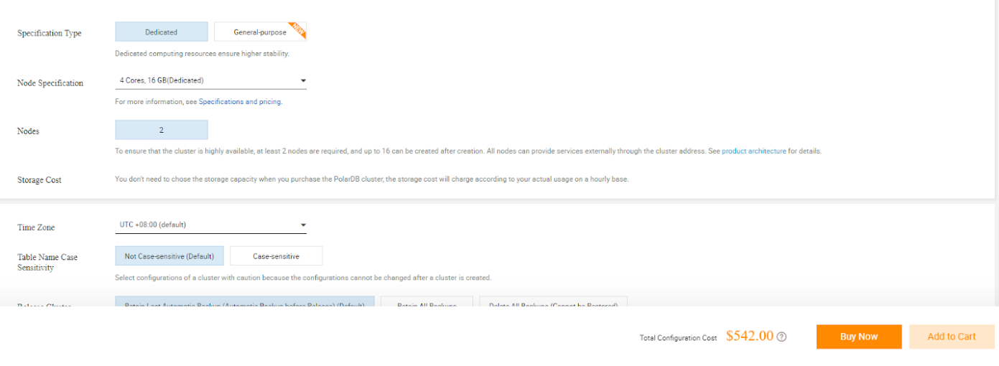 Specification Type
Dedicated
General-purpose
NEW
Dedicated computing resources ensure higher stability.
Node Specification
4 Cores, 16 GB(Dedicated)
For more information, see Specifications and pricing.
Nodes
2
To ensure that the cluster is highly available, at least 2 nodes are required, and up to 16 can be created after creation. All nodes can provide services externally through the cluster address. See product architecture for details.
Storage Cost
You don't need to chose the storage capacity when you purchase the PolarDB cluster, the storage cost will charge according to your actual usage on a hourly base.
Time Zone
UTC +08:00 (default)
Table Name Case
Sensitivity
Not Case-sensitive (Default)
Case-sensitive
Select configurations of a cluster with caution because the configurations cannot be changed after a cluster is created.
Release Cluster
Retain Last Automatic Backup (Automatic Backup before Release) (Default)
Retain All Backups
Delete All Backups (Cannot be Restored)
Total Configuration Cost $542.00 ?
Buy Now
Add to Cart